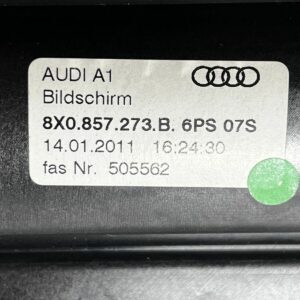 AUDI A1
Bildschirm
8X0.857.273.B. 6PS 07S
14.01.2011 16:24:30
fas Nr. 505562